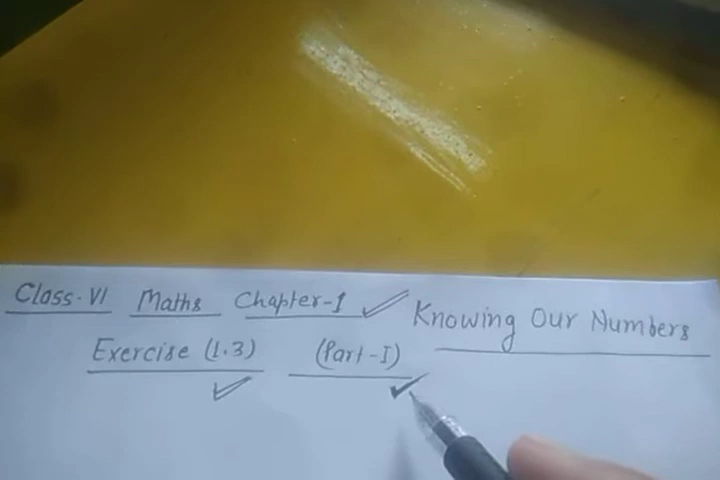 Class-VI Maths Chapter-1 Knowing Our Numbers
Exercise (1.3) (Part-I)